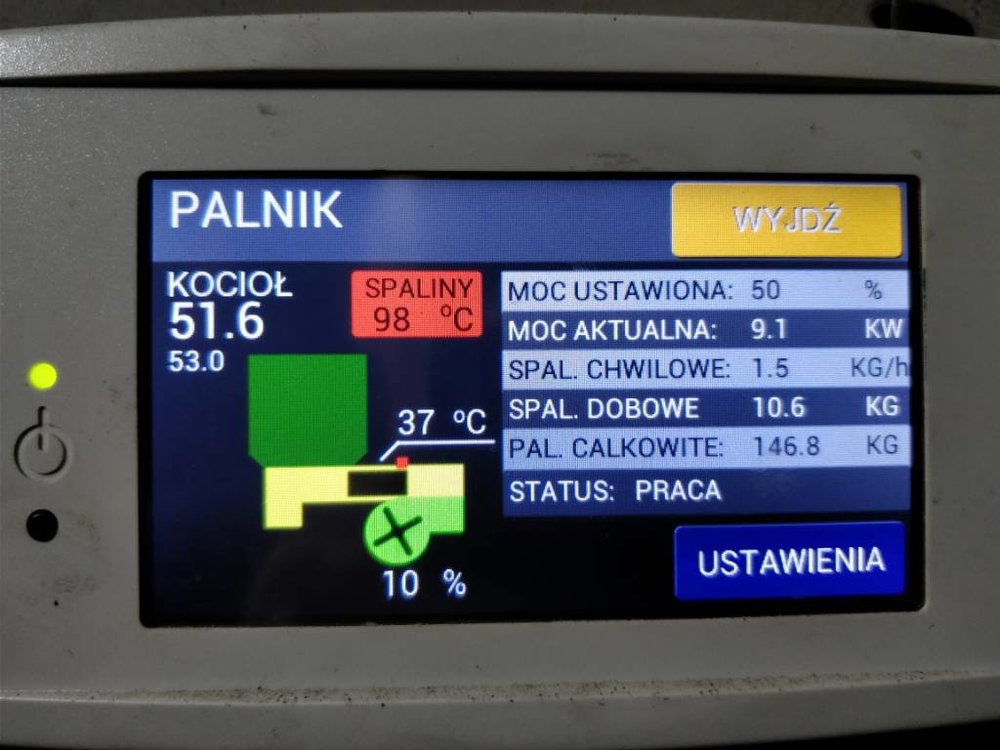 PALNIK
WYJDŹ
KOCIOŁ
51.6
53.0
SPALINY
98 °C
37 °C
10 %
MOC USTAWIONA: 50 %
MOC AKTUALNA: 9.1 KW
SPAL. CHWILOWE: 1.5 KG/h
SPAL. DOBOWE 10.6 KG
PAL. CALKOWITE: 146.8 KG
STATUS: PRACA
USTAWIENIA